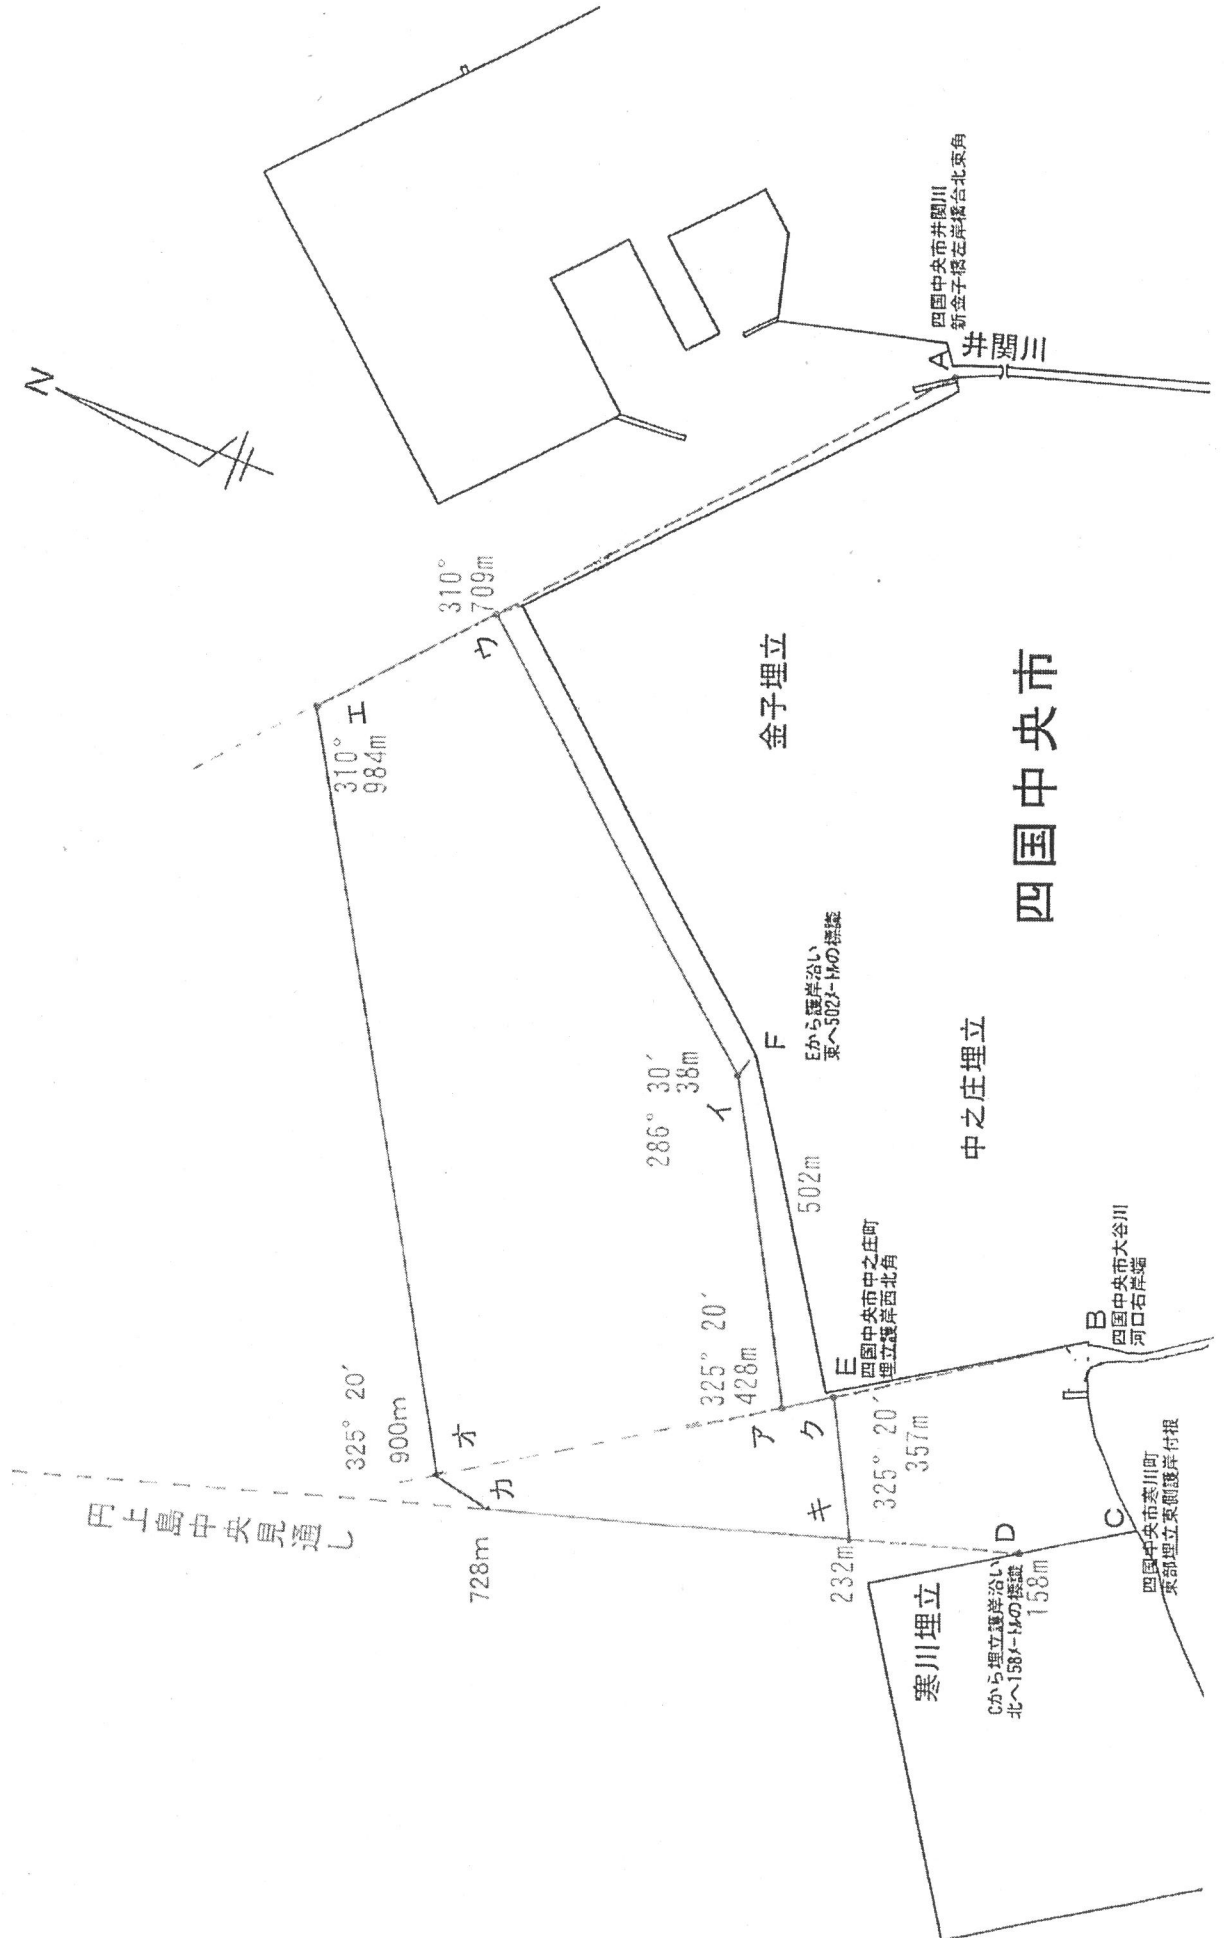 N
円上島中央見通し
325° 20′
900m
オ
カ
728m
310°
984m
エ
310°
709m
ウ
286° 30′
38m
イ
325° 20′
428m
ア
ク
キ
232m
325° 20′
357m
502m
F
Eから護岸沿い
東へ502メートルの標識
E
四国中央市中之庄町
埋立護岸西北角
金子埋立
中之庄埋立
四国中央市
四国中央市井関川
新金子橋左岸橋台北東角
A
井関川
B
四国中央市大谷川
河口右岸端
C
四国中央市寒川町
東部埋立東側護岸付根
D
Cから埋立護岸沿い
北へ158メートルの標識
158m
寒川埋立